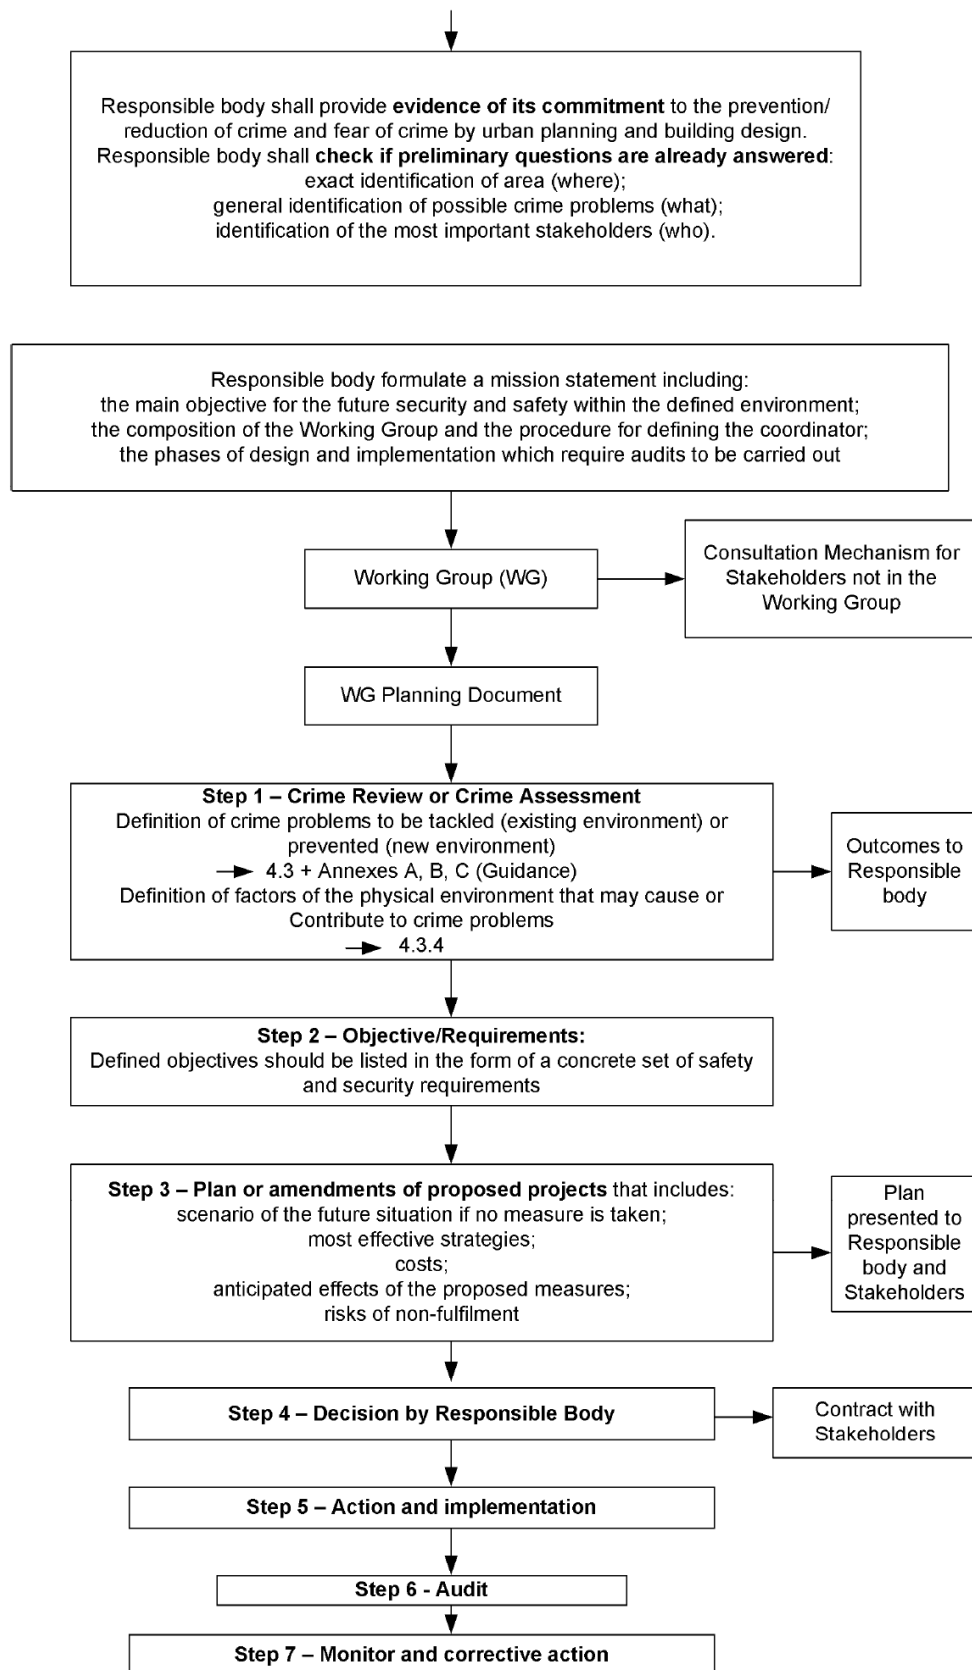 Responsible body shall provide evidence of its commitment to the prevention/
reduction of crime and fear of crime by urban planning and building design.
Responsible body shall check if preliminary questions are already answered:
exact identification of area (where);
general identification of possible crime problems (what);
identification of the most important stakeholders (who).
Responsible body formulate a mission statement including:
the main objective for the future security and safety within the defined environment;
the composition of the Working Group and the procedure for defining the coordinator;
the phases of design and implementation which require audits to be carried out
Working Group (WG)
Consultation Mechanism for
Stakeholders not in the
Working Group
WG Planning Document
Step 1 – Crime Review or Crime Assessment
Definition of crime problems to be tackled (existing environment) or
prevented (new environment)
4.3 + Annexes A, B, C (Guidance)
Definition of factors of the physical environment that may cause or
Contribute to crime problems
4.3.4
Outcomes to
Responsible
body
Step 2 – Objective/Requirements:
Defined objectives should be listed in the form of a concrete set of safety
and security requirements
Step 3 – Plan or amendments of proposed projects that includes:
scenario of the future situation if no measure is taken;
most effective strategies;
costs;
anticipated effects of the proposed measures;
risks of non-fulfilment
Plan
presented to
Responsible
body and
Stakeholders
Step 4 – Decision by Responsible Body
Contract with
Stakeholders
Step 5 – Action and implementation
Step 6 - Audit
Step 7 – Monitor and corrective action